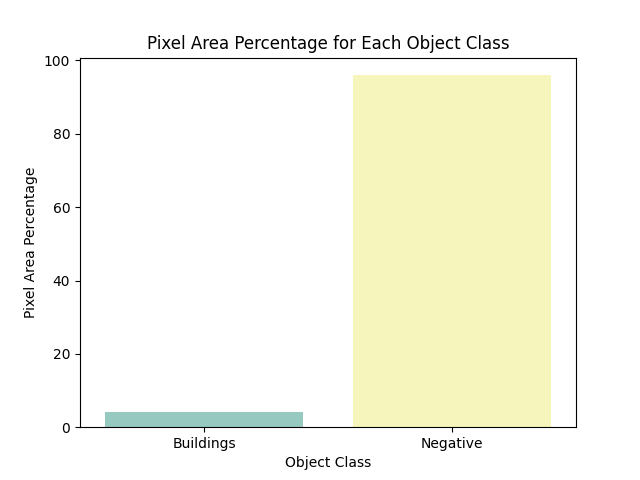 Pixel Area Percentage for Each Object Class
100
80
60
40
20
0
Pixel Area Percentage
Buildings
Negative
Object Class